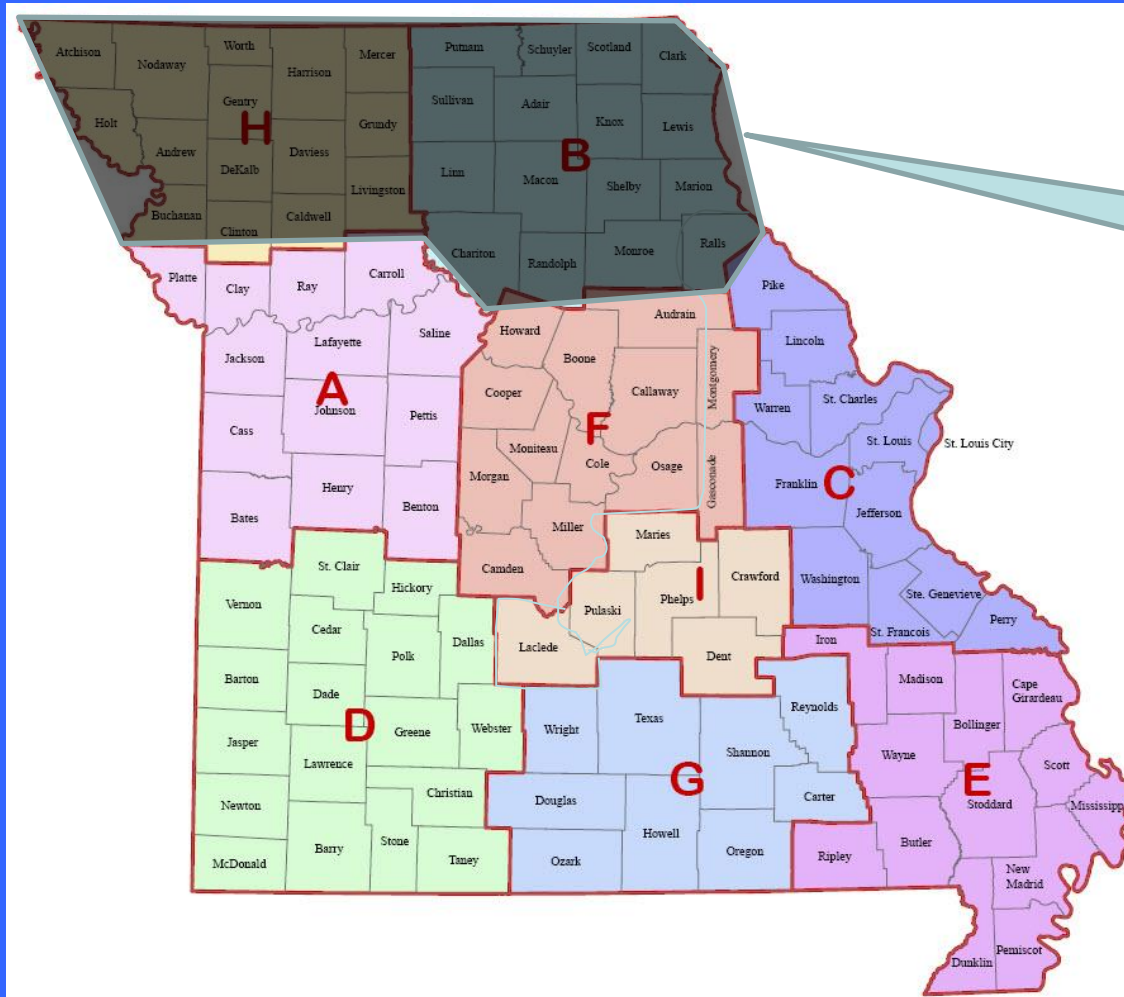 Worth
Mercer
Putnam
Schuyler
Scotland
Clark
Atchison
Nodaway
Harrison
Gentry
Sullivan
Adair
Knox
Lewis
Holt
H
Grundy
B
Andrew
DeKalb
Daviess
Linn
Macon
Shelby
Marion
Livingston
Buchanan
Clinton
Caldwell
Chariton
Randolph
Monroe
Ralls
Platte
Clay
Ray
Carroll
Pike
Howard
Audrain
Saline
Jackson
Lafayette
Boone
Lincoln
A
Johnson
Cooper
Callaway
Montgomery
Warren
St. Charles
Cass
Pettis
F
Moniteau
Cole
St. Louis
St. Louis City
Morgan
Osage
Gasconade
Franklin
C
Henry
Bates
Benton
Miller
Jefferson
Maries
St. Clair
Hickory
Camden
I
Crawford
Washington
Vernon
Pulaski
Phelps
Ste. Genevieve
Cedar
Dallas
Laclede
St. Francois
Perry
Polk
Dent
Iron
Barton
Dade
Madison
Cape
Girardeau
D
Greene
Webster
Wright
Texas
Reynolds
Bollinger
Jasper
Lawrence
Shannon
Wayne
Scott
Christian
G
E
Newton
Douglas
Carter
Stoddard
Mississippi
McDonald
Barry
Stone
Taney
Howell
Ozark
Oregon
Ripley
Butler
New
Madrid
Dunklin
Pemiscot